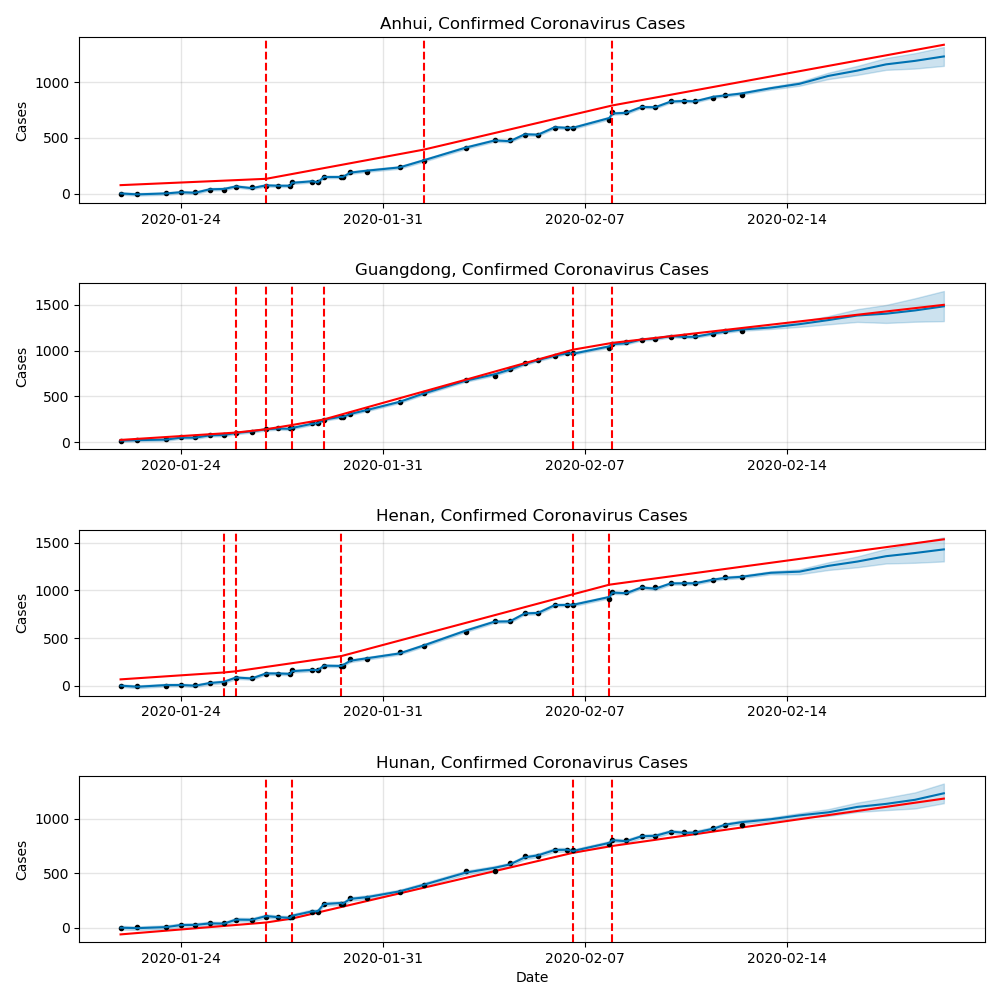 Anhui, Confirmed Coronavirus Cases
1000
500
0
Cases
2020-01-24 2020-01-31 2020-02-07 2020-02-14
Guangdong, Confirmed Coronavirus Cases
1500
1000
500
0
Cases
2020-01-24 2020-01-31 2020-02-07 2020-02-14
Henan, Confirmed Coronavirus Cases
1500
1000
500
0
Cases
2020-01-24 2020-01-31 2020-02-07 2020-02-14
Hunan, Confirmed Coronavirus Cases
1000
500
0
Cases
2020-01-24 2020-01-31 2020-02-07 2020-02-14
Date